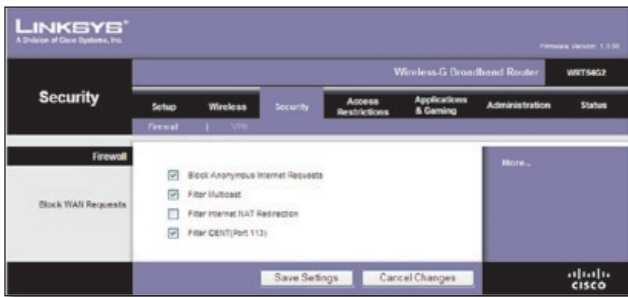 LINKSYS®
A Division of Cisco Systems, Inc.
Firmware Version: 1.0.00
Wireless-G Broadband Router WRT54G2
Security
Setup Wireless Security Access Restrictions Applications & Gaming Administration Status
Firewall | VPN
Firewall
More...
Block WAN Requests
Block Anonymous Internet Requests
Filter Multicast
Filter Internet NAT Redirection
Filter IDENT(Port 113)
Save Settings Cancel Changes
CISCO